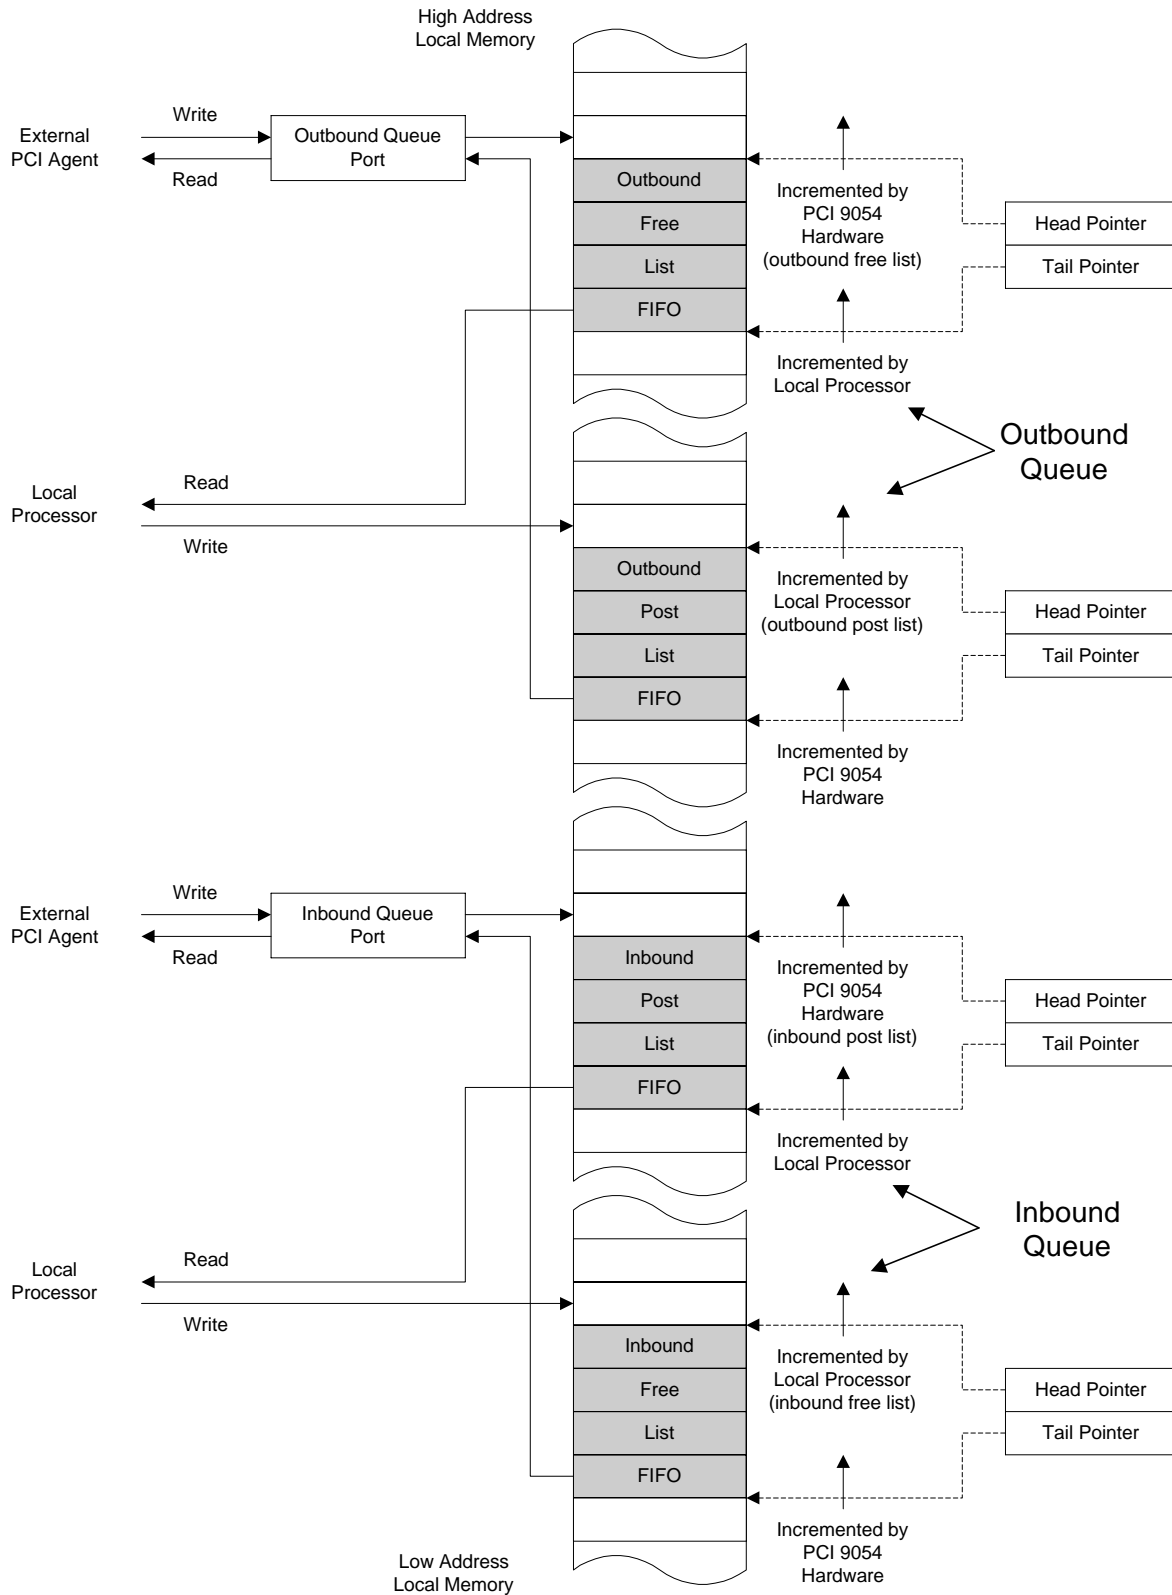 High Address
Local Memory
Write
External
PCI Agent
Outbound Queue
Port
Read
Outbound
Free
List
FIFO
Incremented by
PCI 9054
Hardware
(outbound free list)
Head Pointer
Tail Pointer
Incremented by
Local Processor
Outbound
Queue
Read
Local
Processor
Write
Outbound
Post
List
FIFO
Incremented by
Local Processor
(outbound post list)
Head Pointer
Tail Pointer
Incremented by
PCI 9054
Hardware
Write
External
PCI Agent
Inbound Queue
Port
Read
Inbound
Post
List
FIFO
Incremented by
PCI 9054
Hardware
(inbound post list)
Head Pointer
Tail Pointer
Incremented by
Local Processor
Inbound
Queue
Read
Local
Processor
Write
Inbound
Free
List
FIFO
Incremented by
Local Processor
(inbound free list)
Head Pointer
Tail Pointer
Incremented by
PCI 9054
Hardware
Low Address
Local Memory